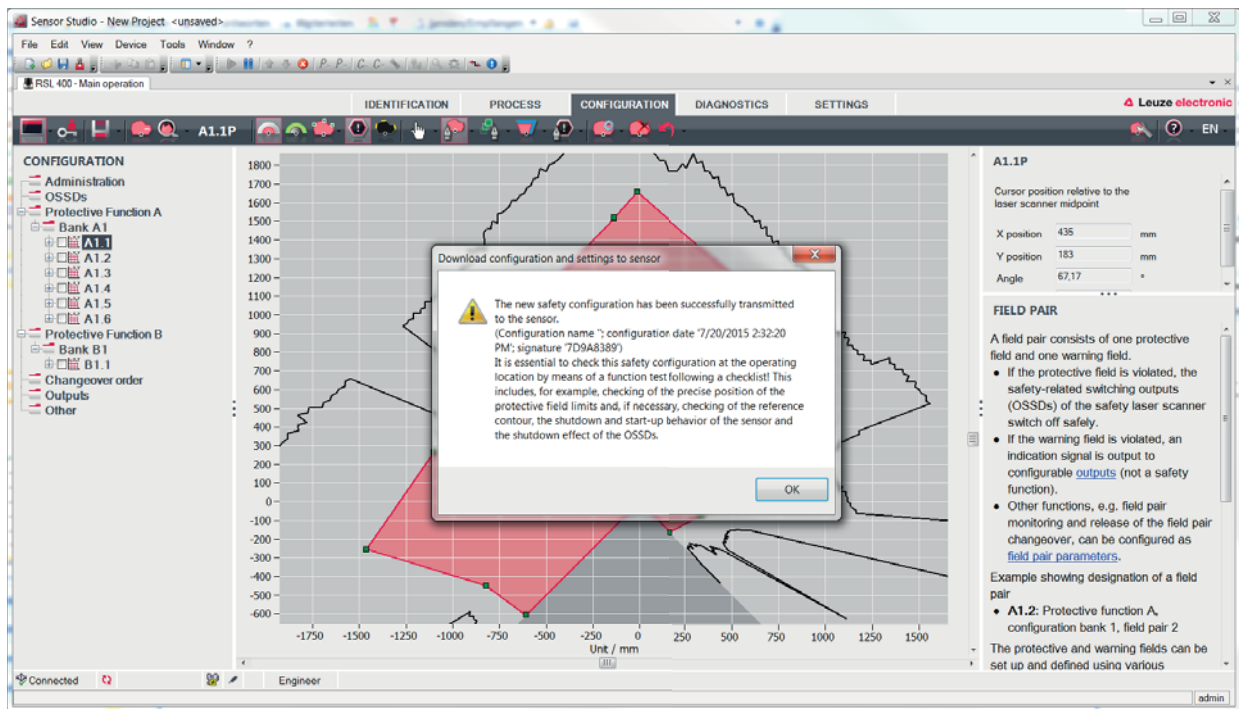 Sensor Studio - New Project <unsaved>
File Edit View Device Tools Window ?
RSL 400 - Main operation
IDENTIFICATION PROCESS CONFIGURATION DIAGNOSTICS SETTINGS
Leuze electronic
A1.1P
EN
CONFIGURATION
Administration
OSSDs
Protective Function A
Bank A1
A1.1
A1.2
A1.3
A1.4
A1.5
A1.6
Protective Function B
Bank B1
B1.1
Changeover order
Outputs
Other
1800
1700
1600
1500
1400
1300
1200
1100
1000
900
800
700
600
500
400
300
200
100
0
-100
-200
-300
-400
-500
-600
-1750 -1500 -1250 -1000 -750 -500 -250 0 250 500 750 1000 1250 1500
Unit / mm
Download configuration and settings to sensor
The new safety configuration has been successfully transmitted
to the sensor.
(Configuration name ''; configuration date '7/20/2015 2:32:20
PM'; signature '7D9A8389')
It is essential to check this safety configuration at the operating
location by means of a function test following a checklist! This
includes, for example, checking of the precise position of the
protective field limits and, if necessary, checking of the reference
contour, the shutdown and start-up behavior of the sensor and
the shutdown effect of the OSSDs.
OK
A1.1P
Cursor position relative to the
laser scanner midpoint
X position 435 mm
Y position 183 mm
Angle 67,17 °
FIELD PAIR
A field pair consists of one protective
field and one warning field.
• If the protective field is violated, the
safety-related switching outputs
(OSSDs) of the safety laser scanner
switch off safely.
• If the warning field is violated, an
indication signal is output to
configurable outputs (not a safety
function).
• Other functions, e.g. field pair
monitoring and release of the field pair
changeover, can be configured as
field pair parameters.
Example showing designation of a field
pair
• A1.2: Protective function A,
configuration bank 1, field pair 2
The protective and warning fields can be
set up and defined using various
Connected
Engineer
admin